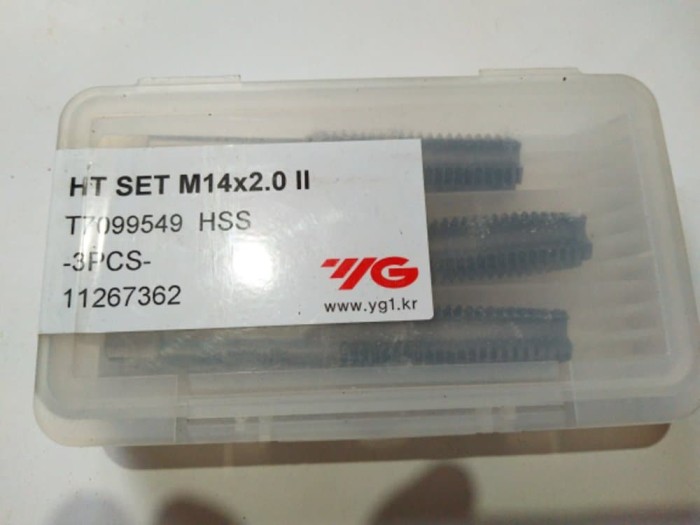 HT SET M14x2.0 II
T7099549 HSS
-3PCS-
11267362
YG
www.yg1.kr